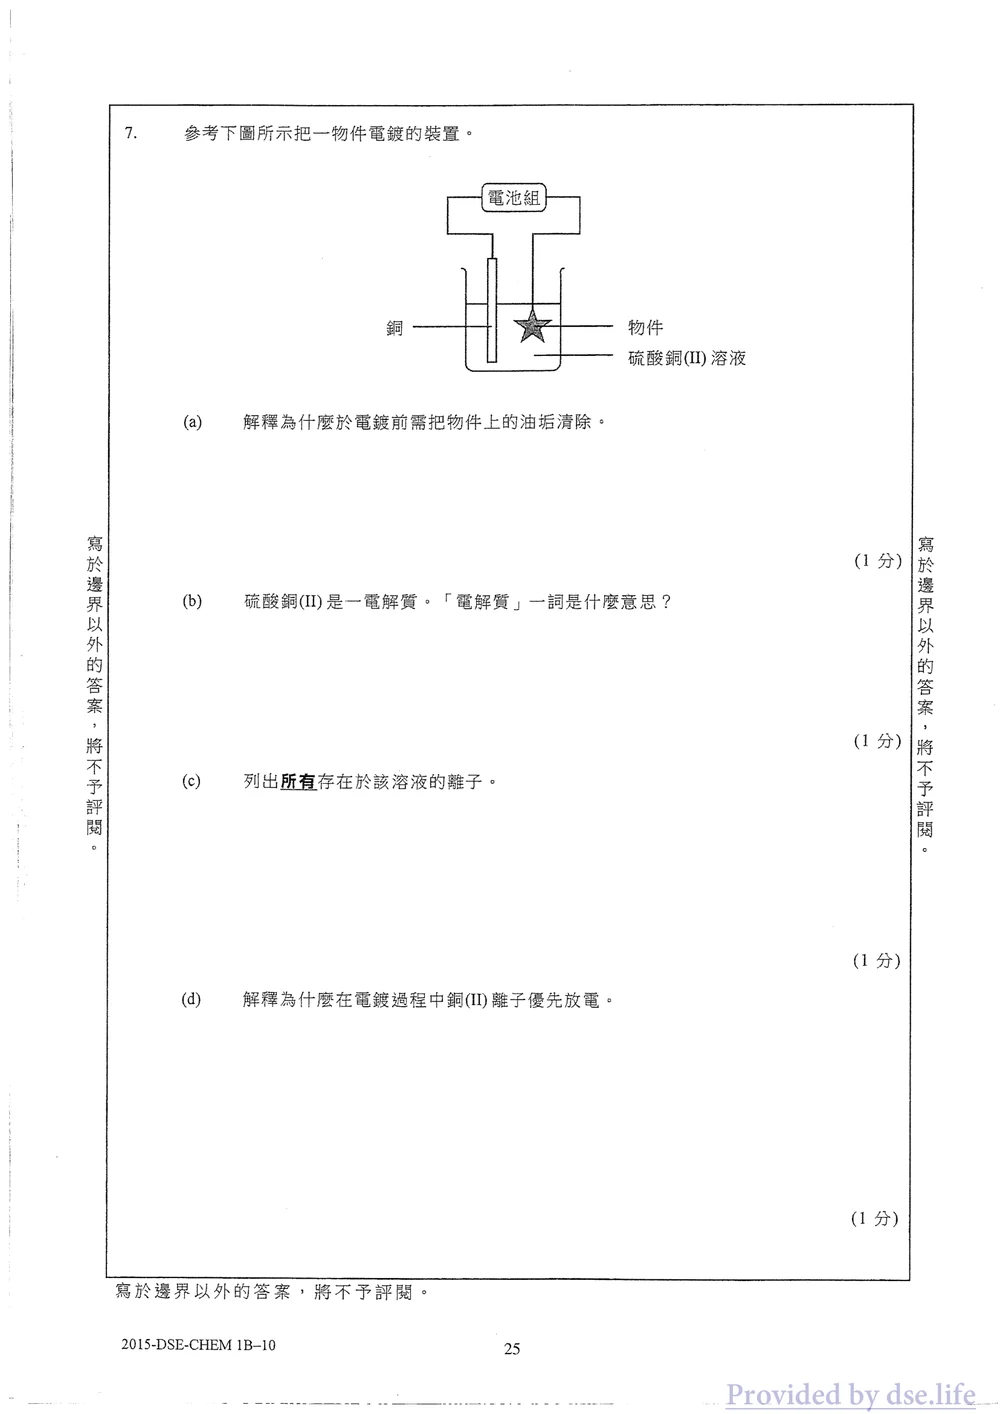 7. 參考下圖所示把一物件電鍍的裝置。
電池組
銅
物件
硫酸銅(II) 溶液
(a) 解釋為什麼於電鍍前需把物件上的油垢清除。
(1 分)
(b) 硫酸銅(II) 是一電解質。「電解質」一詞是什麼意思？
(1 分)
(c) 列出所有存在於該溶液的離子。
(1 分)
(d) 解釋為什麼在電鍍過程中銅(II) 離子優先放電。
(1 分)
寫於邊界以外的答案，將不予評閱。
寫於邊界以外的答案，將不予評閱。
寫於邊界以外的答案，將不予評閱。
2015-DSE-CHEM 1B–10
25
Provided by dse.life